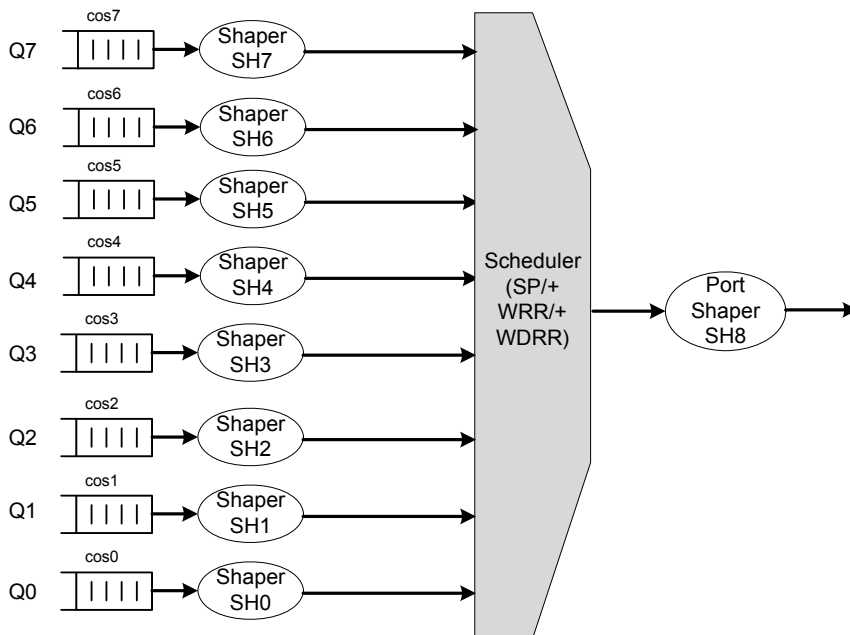 cos7
Q7
Shaper
SH7
cos6
Q6
Shaper
SH6
cos5
Q5
Shaper
SH5
cos4
Q4
Shaper
SH4
cos3
Q3
Shaper
SH3
cos2
Q2
Shaper
SH2
cos1
Q1
Shaper
SH1
cos0
Q0
Shaper
SH0
Scheduler
(SP/+
WRR/+
WDRR)
Port
Shaper
SH8